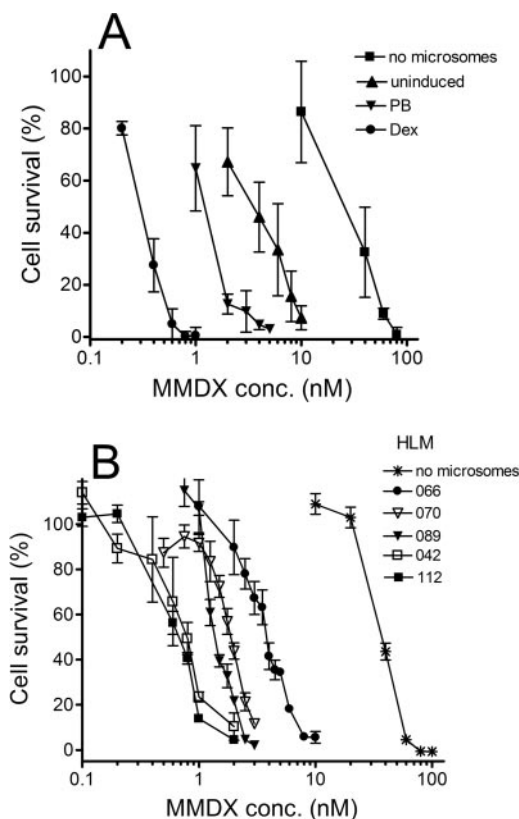 A
no microsomes
uninduced
PB
Dex
Cell survival (%)
100
80
60
40
20
0
0.1
1
10
100
MMDX conc. (nM)
B
HLM
no microsomes
066
070
089
042
112
Cell survival (%)
100
80
60
40
20
0
0.1
1
10
100
MMDX conc. (nM)